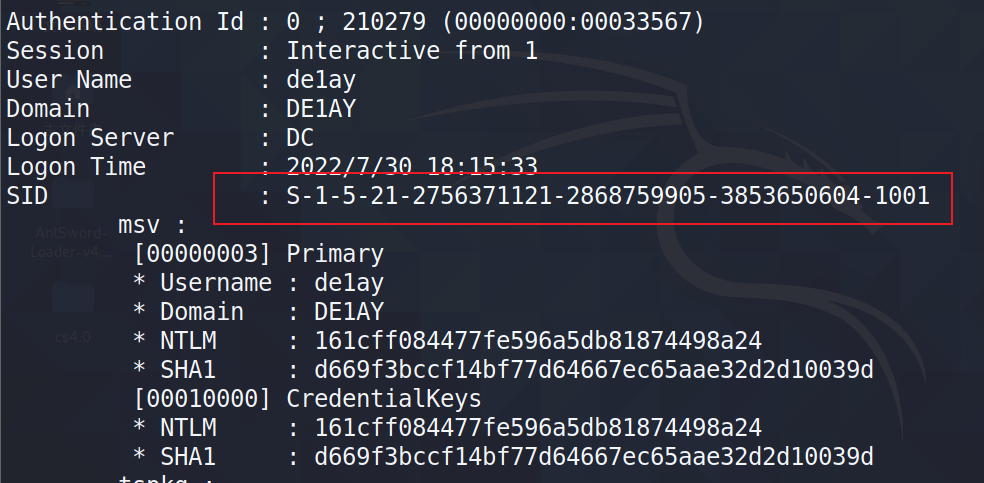 Authentication Id : 0 ; 210279 (00000000:00033567)
Session           : Interactive from 1
User Name         : de1ay
Domain            : DE1AY
Logon Server      : DC
Logon Time        : 2022/7/30 18:15:33
SID               : S-1-5-21-2756371121-2868759905-3853650604-1001
        msv :
         [00000003] Primary
         * Username : de1ay
         * Domain   : DE1AY
         * NTLM     : 161cff084477fe596a5db81874498a24
         * SHA1     : d669f3bccf14bf77d64667ec65aae32d2d10039d
         [00010000] CredentialKeys
         * NTLM     : 161cff084477fe596a5db81874498a24
         * SHA1     : d669f3bccf14bf77d64667ec65aae32d2d10039d
        tspkg :
AntSword-
Loader-v4...
cs4.0